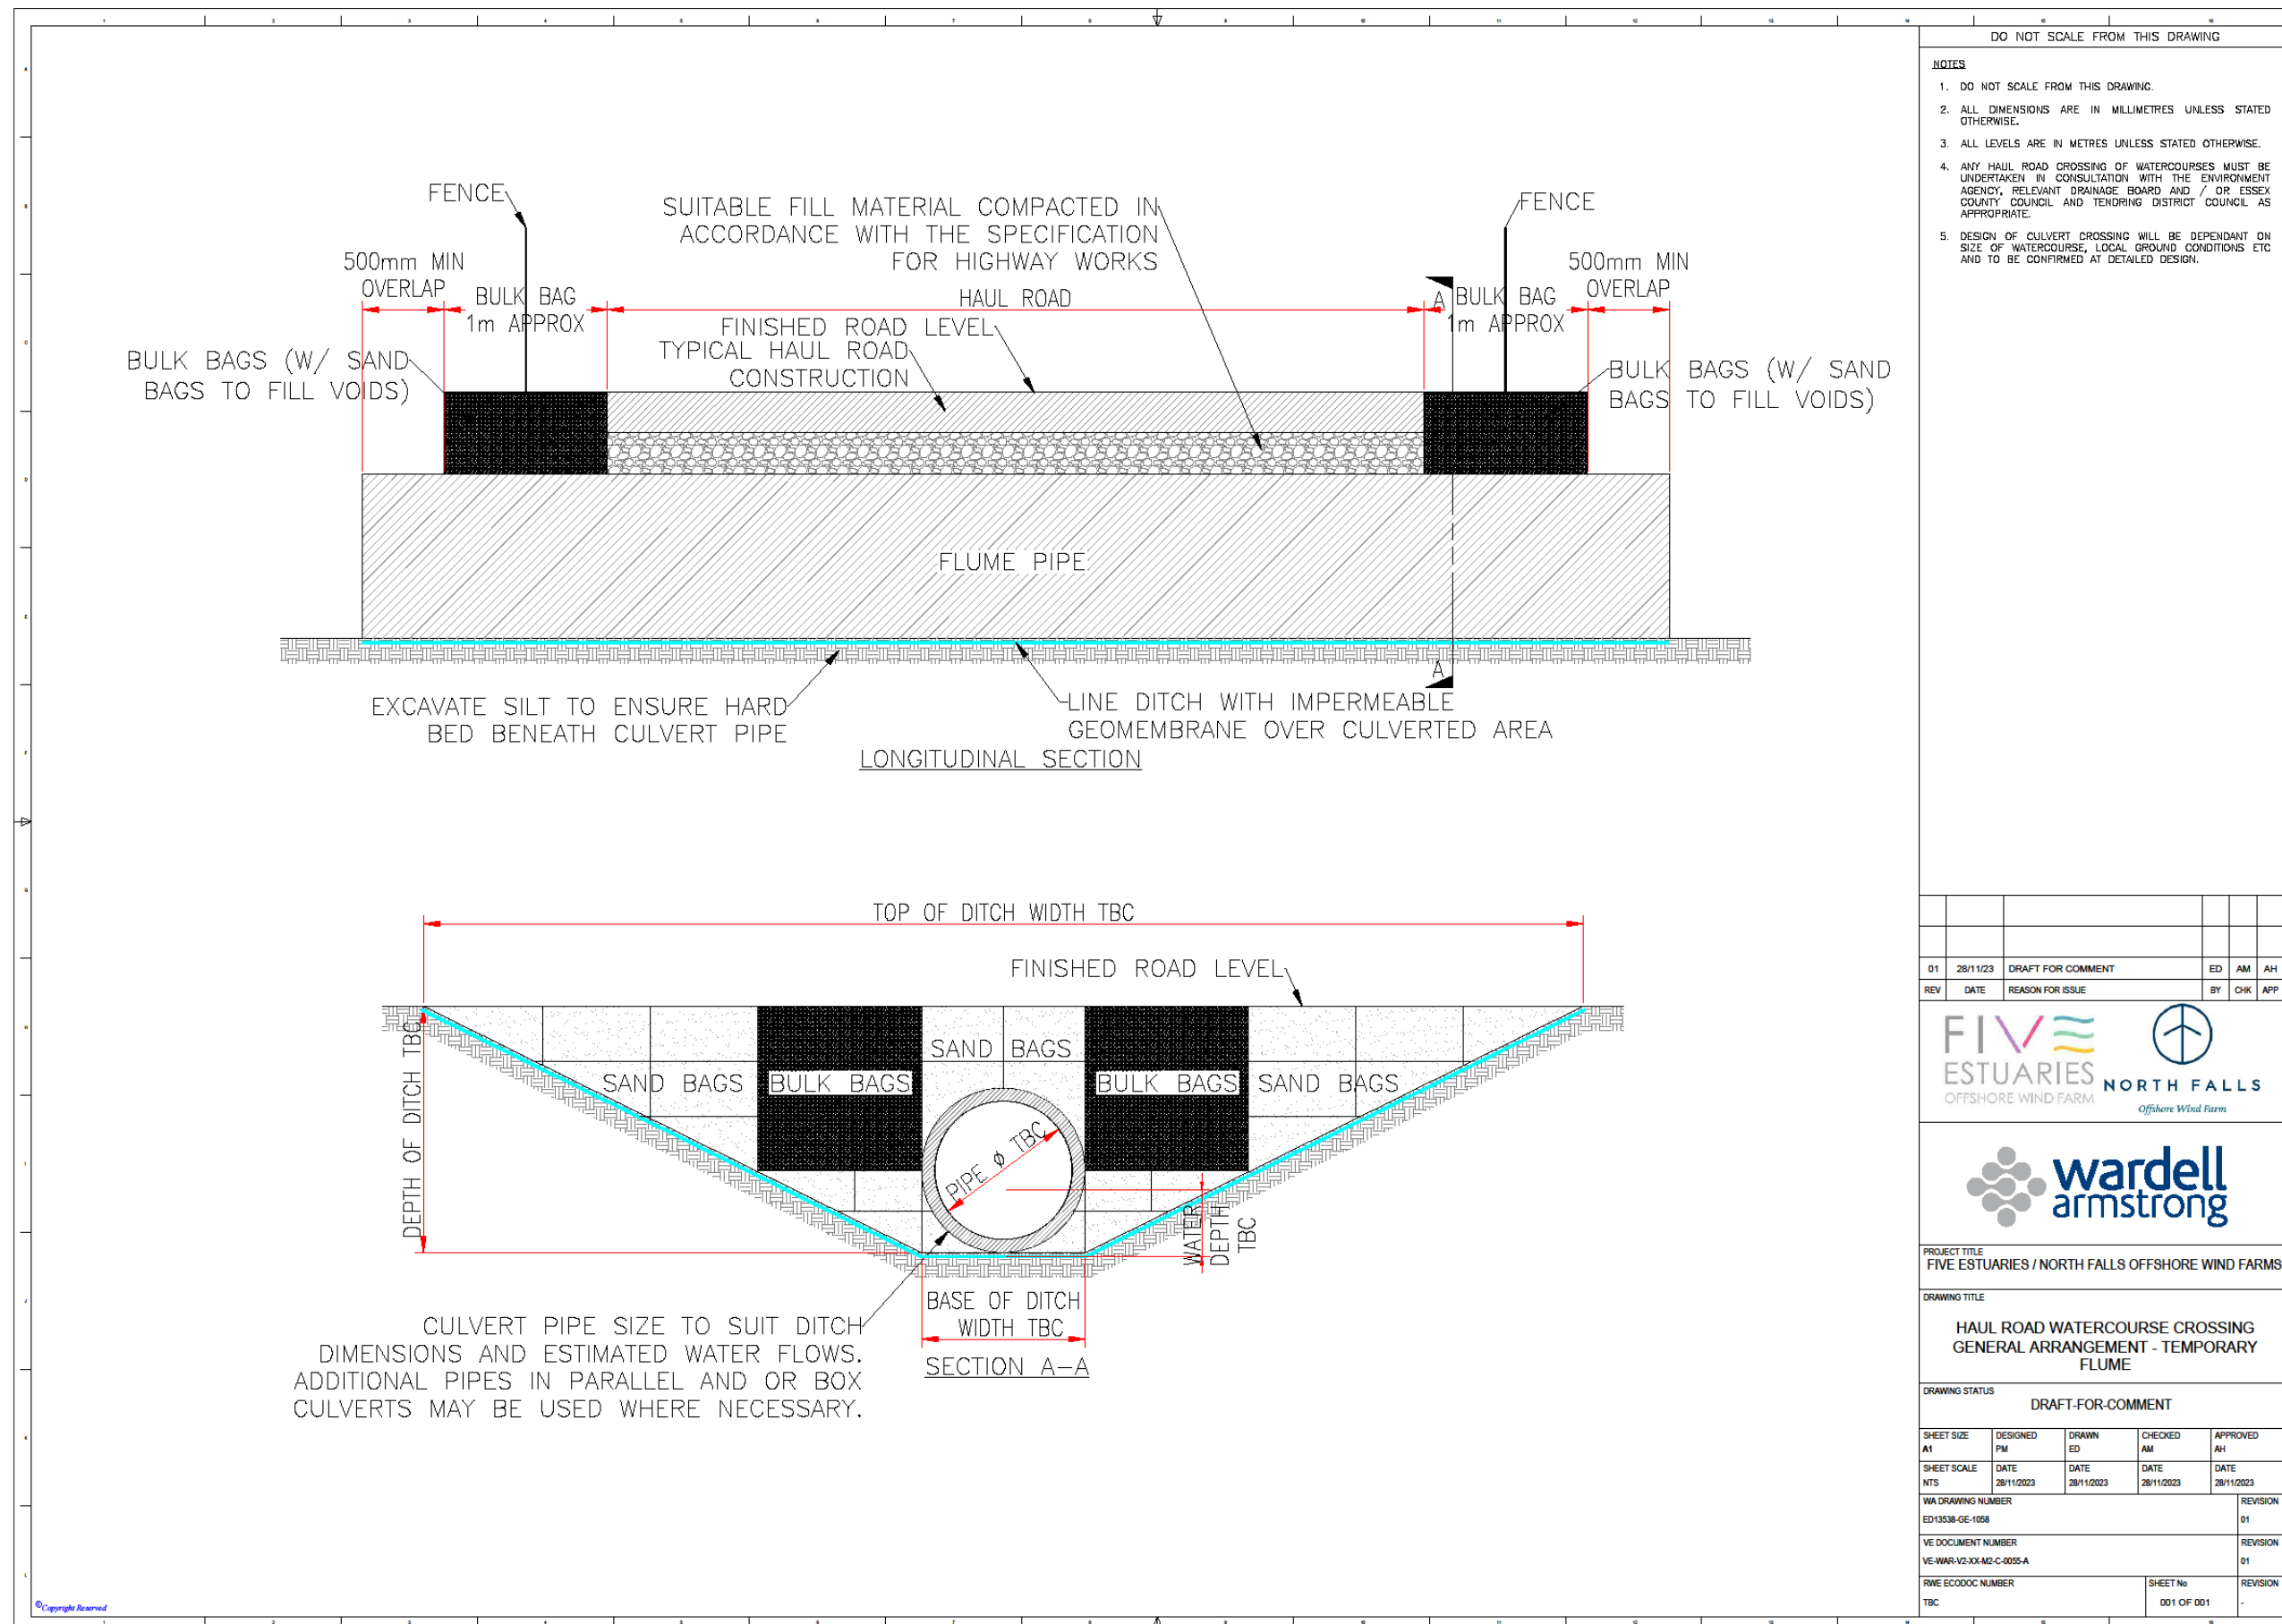 DO NOT SCALE FROM THIS DRAWING
NOTES
1. DO NOT SCALE FROM THIS DRAWING.
2. ALL DIMENSIONS ARE IN MILLIMETRES UNLESS STATED
OTHERWISE.
3. ALL LEVELS ARE IN METRES UNLESS STATED OTHERWISE.
4. ANY HAUL ROAD CROSSING OF WATERCOURSES MUST BE
UNDERTAKEN IN CONSULTATION WITH THE ENVIRONMENT
AGENCY, RELEVANT DRAINAGE BOARD AND / OR ESSEX
COUNTY COUNCIL AND TENDRING DISTRICT COUNCIL AS
APPROPRIATE.
5. DESIGN OF CULVERT CROSSING WILL BE DEPENDANT ON
SIZE OF WATERCOURSE, LOCAL GROUND CONDITIONS ETC
AND TO BE CONFIRMED AT DETAILED DESIGN.
FENCE
SUITABLE FILL MATERIAL COMPACTED IN
ACCORDANCE WITH THE SPECIFICATION
FOR HIGHWAY WORKS
FENCE
500mm MIN
OVERLAP
BULK BAG
1m APPROX
HAUL ROAD
A
BULK BAG
1m APPROX
500mm MIN
OVERLAP
FINISHED ROAD LEVEL
TYPICAL HAUL ROAD
CONSTRUCTION
BULK BAGS (W/ SAND
BAGS TO FILL VOIDS)
BULK BAGS (W/ SAND
BAGS TO FILL VOIDS)
FLUME PIPE
A
EXCAVATE SILT TO ENSURE HARD
BED BENEATH CULVERT PIPE
LINE DITCH WITH IMPERMEABLE
GEOMEMBRANE OVER CULVERTED AREA
LONGITUDINAL SECTION
TOP OF DITCH WIDTH TBC
FINISHED ROAD LEVEL
DEPTH OF DITCH TBC
SAND BAGS
SAND BAGS
BULK BAGS
BULK BAGS
SAND BAGS
PIPE ϕ TBC
WATER
DEPTH
TBC
BASE OF DITCH
WIDTH TBC
CULVERT PIPE SIZE TO SUIT DITCH
DIMENSIONS AND ESTIMATED WATER FLOWS.
ADDITIONAL PIPES IN PARALLEL AND OR BOX
CULVERTS MAY BE USED WHERE NECESSARY.
SECTION A-A
01 28/11/23 DRAFT FOR COMMENT ED AM AH
REV DATE REASON FOR ISSUE BY CHK APP
FIVE
ESTUARIES
OFFSHORE WIND FARM
NORTH FALLS
Offshore Wind Farm
wardell
armstrong
PROJECT TITLE
FIVE ESTUARIES / NORTH FALLS OFFSHORE WIND FARMS
DRAWING TITLE
HAUL ROAD WATERCOURSE CROSSING
GENERAL ARRANGEMENT - TEMPORARY
FLUME
DRAWING STATUS
DRAFT-FOR-COMMENT
SHEET SIZE DESIGNED DRAWN CHECKED APPROVED
A1 PM ED AM AH
SHEET SCALE DATE DATE DATE DATE
NTS 28/11/2023 28/11/2023 28/11/2023 28/11/2023
WA DRAWING NUMBER REVISION
ED13538-GE-1058 01
VE DOCUMENT NUMBER REVISION
VE-WAR-V2-XX-M2-C-0055-A 01
RWE ECODOC NUMBER SHEET No REVISION
TBC 001 OF 001 -
© Copyright Reserved